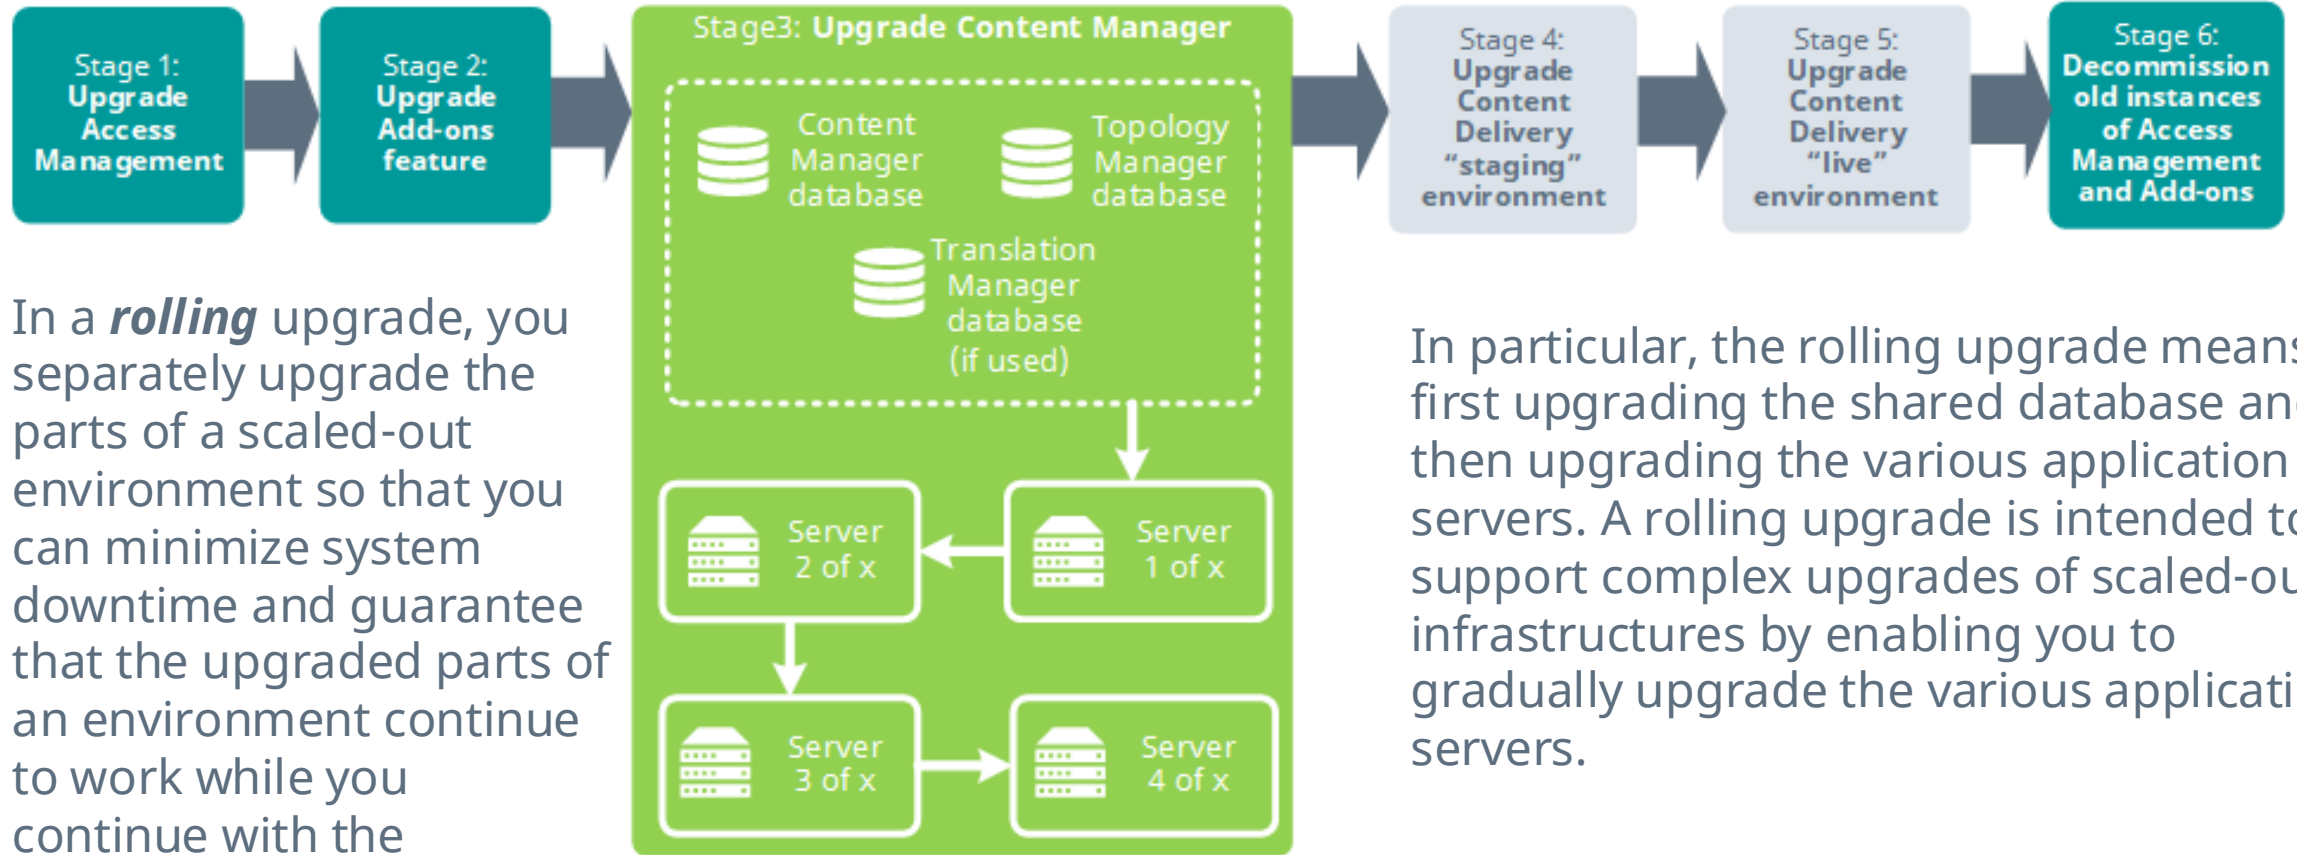 Stage 1:
Upgrade
Access
Management
Stage 2:
Upgrade
Add-ons
feature
Stage3: Upgrade Content Manager
Content
Manager
database
Topology
Manager
database
Translation
Manager
database
(if used)
Server
1 of x
Server
2 of x
Server
3 of x
Server
4 of x
Stage 4:
Upgrade
Content
Delivery
“staging”
environment
Stage 5:
Upgrade
Content
Delivery
“live”
environment
Stage 6:
Decommission
old instances
of Access
Management
and Add-ons
In a rolling upgrade, you
separately upgrade the
parts of a scaled-out
environment so that you
can minimize system
downtime and guarantee
that the upgraded parts of
an environment continue
to work while you
continue with the
In particular, the rolling upgrade means
first upgrading the shared database an
then upgrading the various application
servers. A rolling upgrade is intended to
support complex upgrades of scaled-ou
infrastructures by enabling you to
gradually upgrade the various applicati
servers.